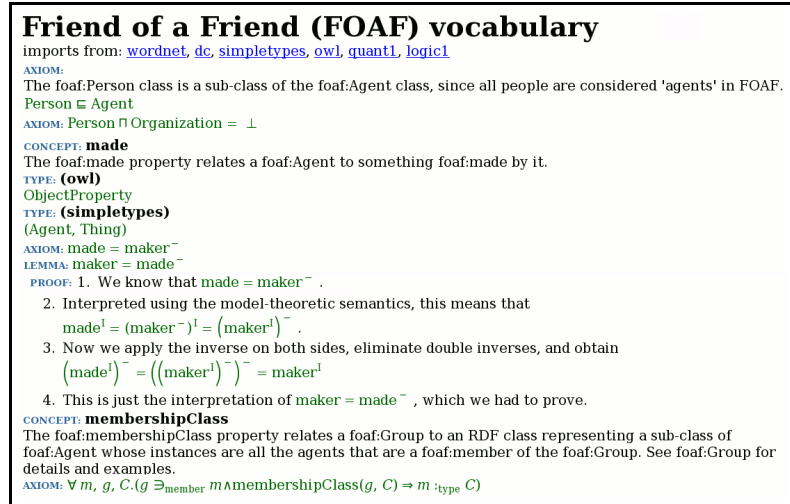 Friend of a Friend (FOAF) vocabulary
imports from: wordnet, dc, simpletypes, owl, quant1, logic1
AXIOM:
The foaf:Person class is a sub-class of the foaf:Agent class, since all people are considered 'agents' in FOAF.
Person ⊑ Agent
AXIOM: Person ⊓ Organization = ⊥
CONCEPT: made
The foaf:made property relates a foaf:Agent to something foaf:made by it.
TYPE: (owl)
ObjectProperty
TYPE: (simpletypes)
(Agent, Thing)
AXIOM: made = maker⁻
LEMMA: maker = made⁻
PROOF: 1. We know that made = maker⁻ .
2. Interpreted using the model-theoretic semantics, this means that
madeᴵ = (maker⁻)ᴵ = (makerᴵ)⁻ .
3. Now we apply the inverse on both sides, eliminate double inverses, and obtain
(madeᴵ)⁻ = ((makerᴵ)⁻)⁻ = makerᴵ
4. This is just the interpretation of maker = made⁻ , which we had to prove.
CONCEPT: membershipClass
The foaf:membershipClass property relates a foaf:Group to an RDF class representing a sub-class of
foaf:Agent whose instances are all the agents that are a foaf:member of the foaf:Group. See foaf:Group for
details and examples.
AXIOM: ∀ m, g, C.(g ∋member m∧membershipClass(g, C) ⇒ m :type C)